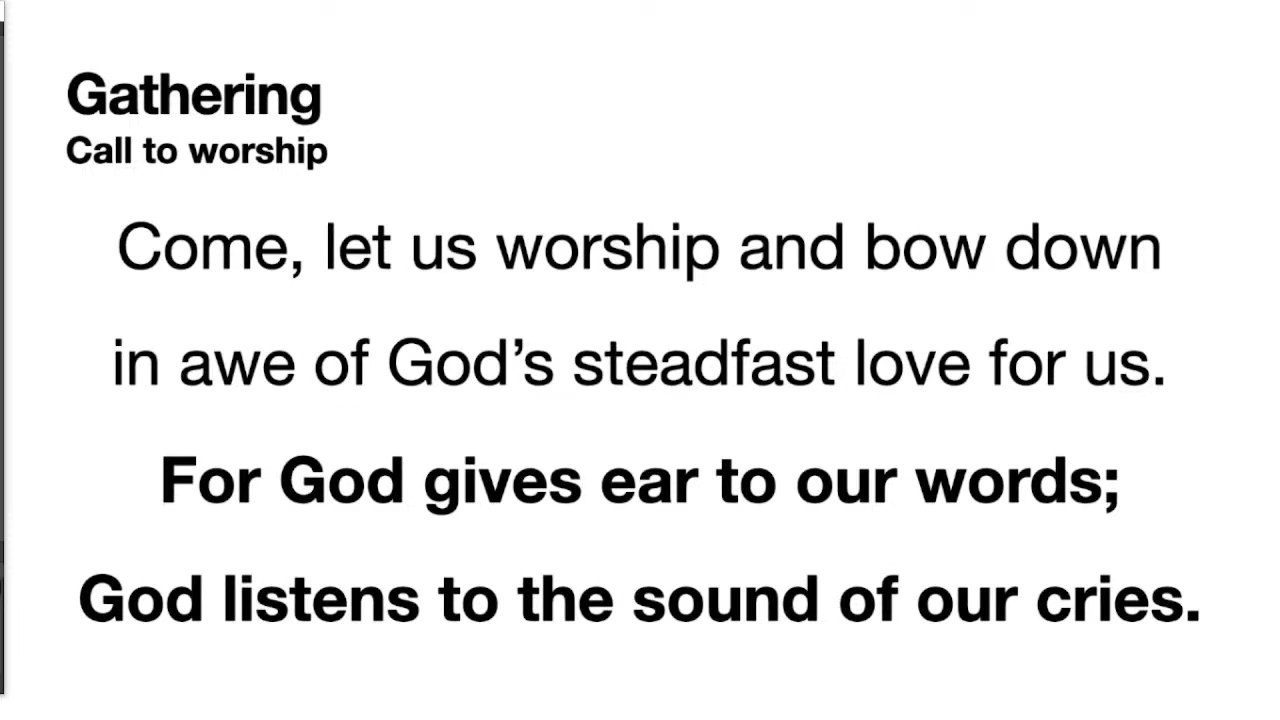 Gathering
Call to worship
Come, let us worship and bow down
in awe of God’s steadfast love for us.
For God gives ear to our words;
God listens to the sound of our cries.